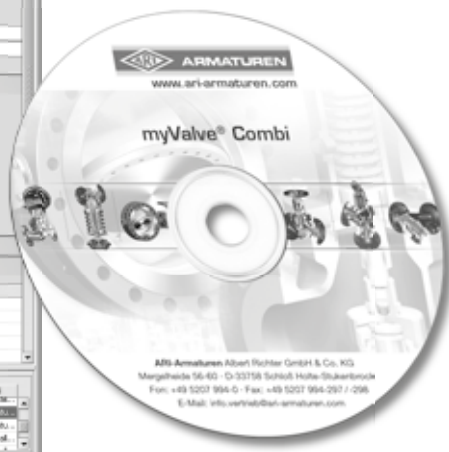 ARI ARMATUREN
www.ari-armaturen.com
myValve® Combi
ARI-Armaturen Albert Richter GmbH & Co. KG
Mergelheide 56-60 · D-33758 Schloß Holte-Stukenbrock
Fon: +49 5207 994-0 · Fax: +49 5207 994-297 / -298
E-Mail: info.vertrieb@ari-armaturen.com